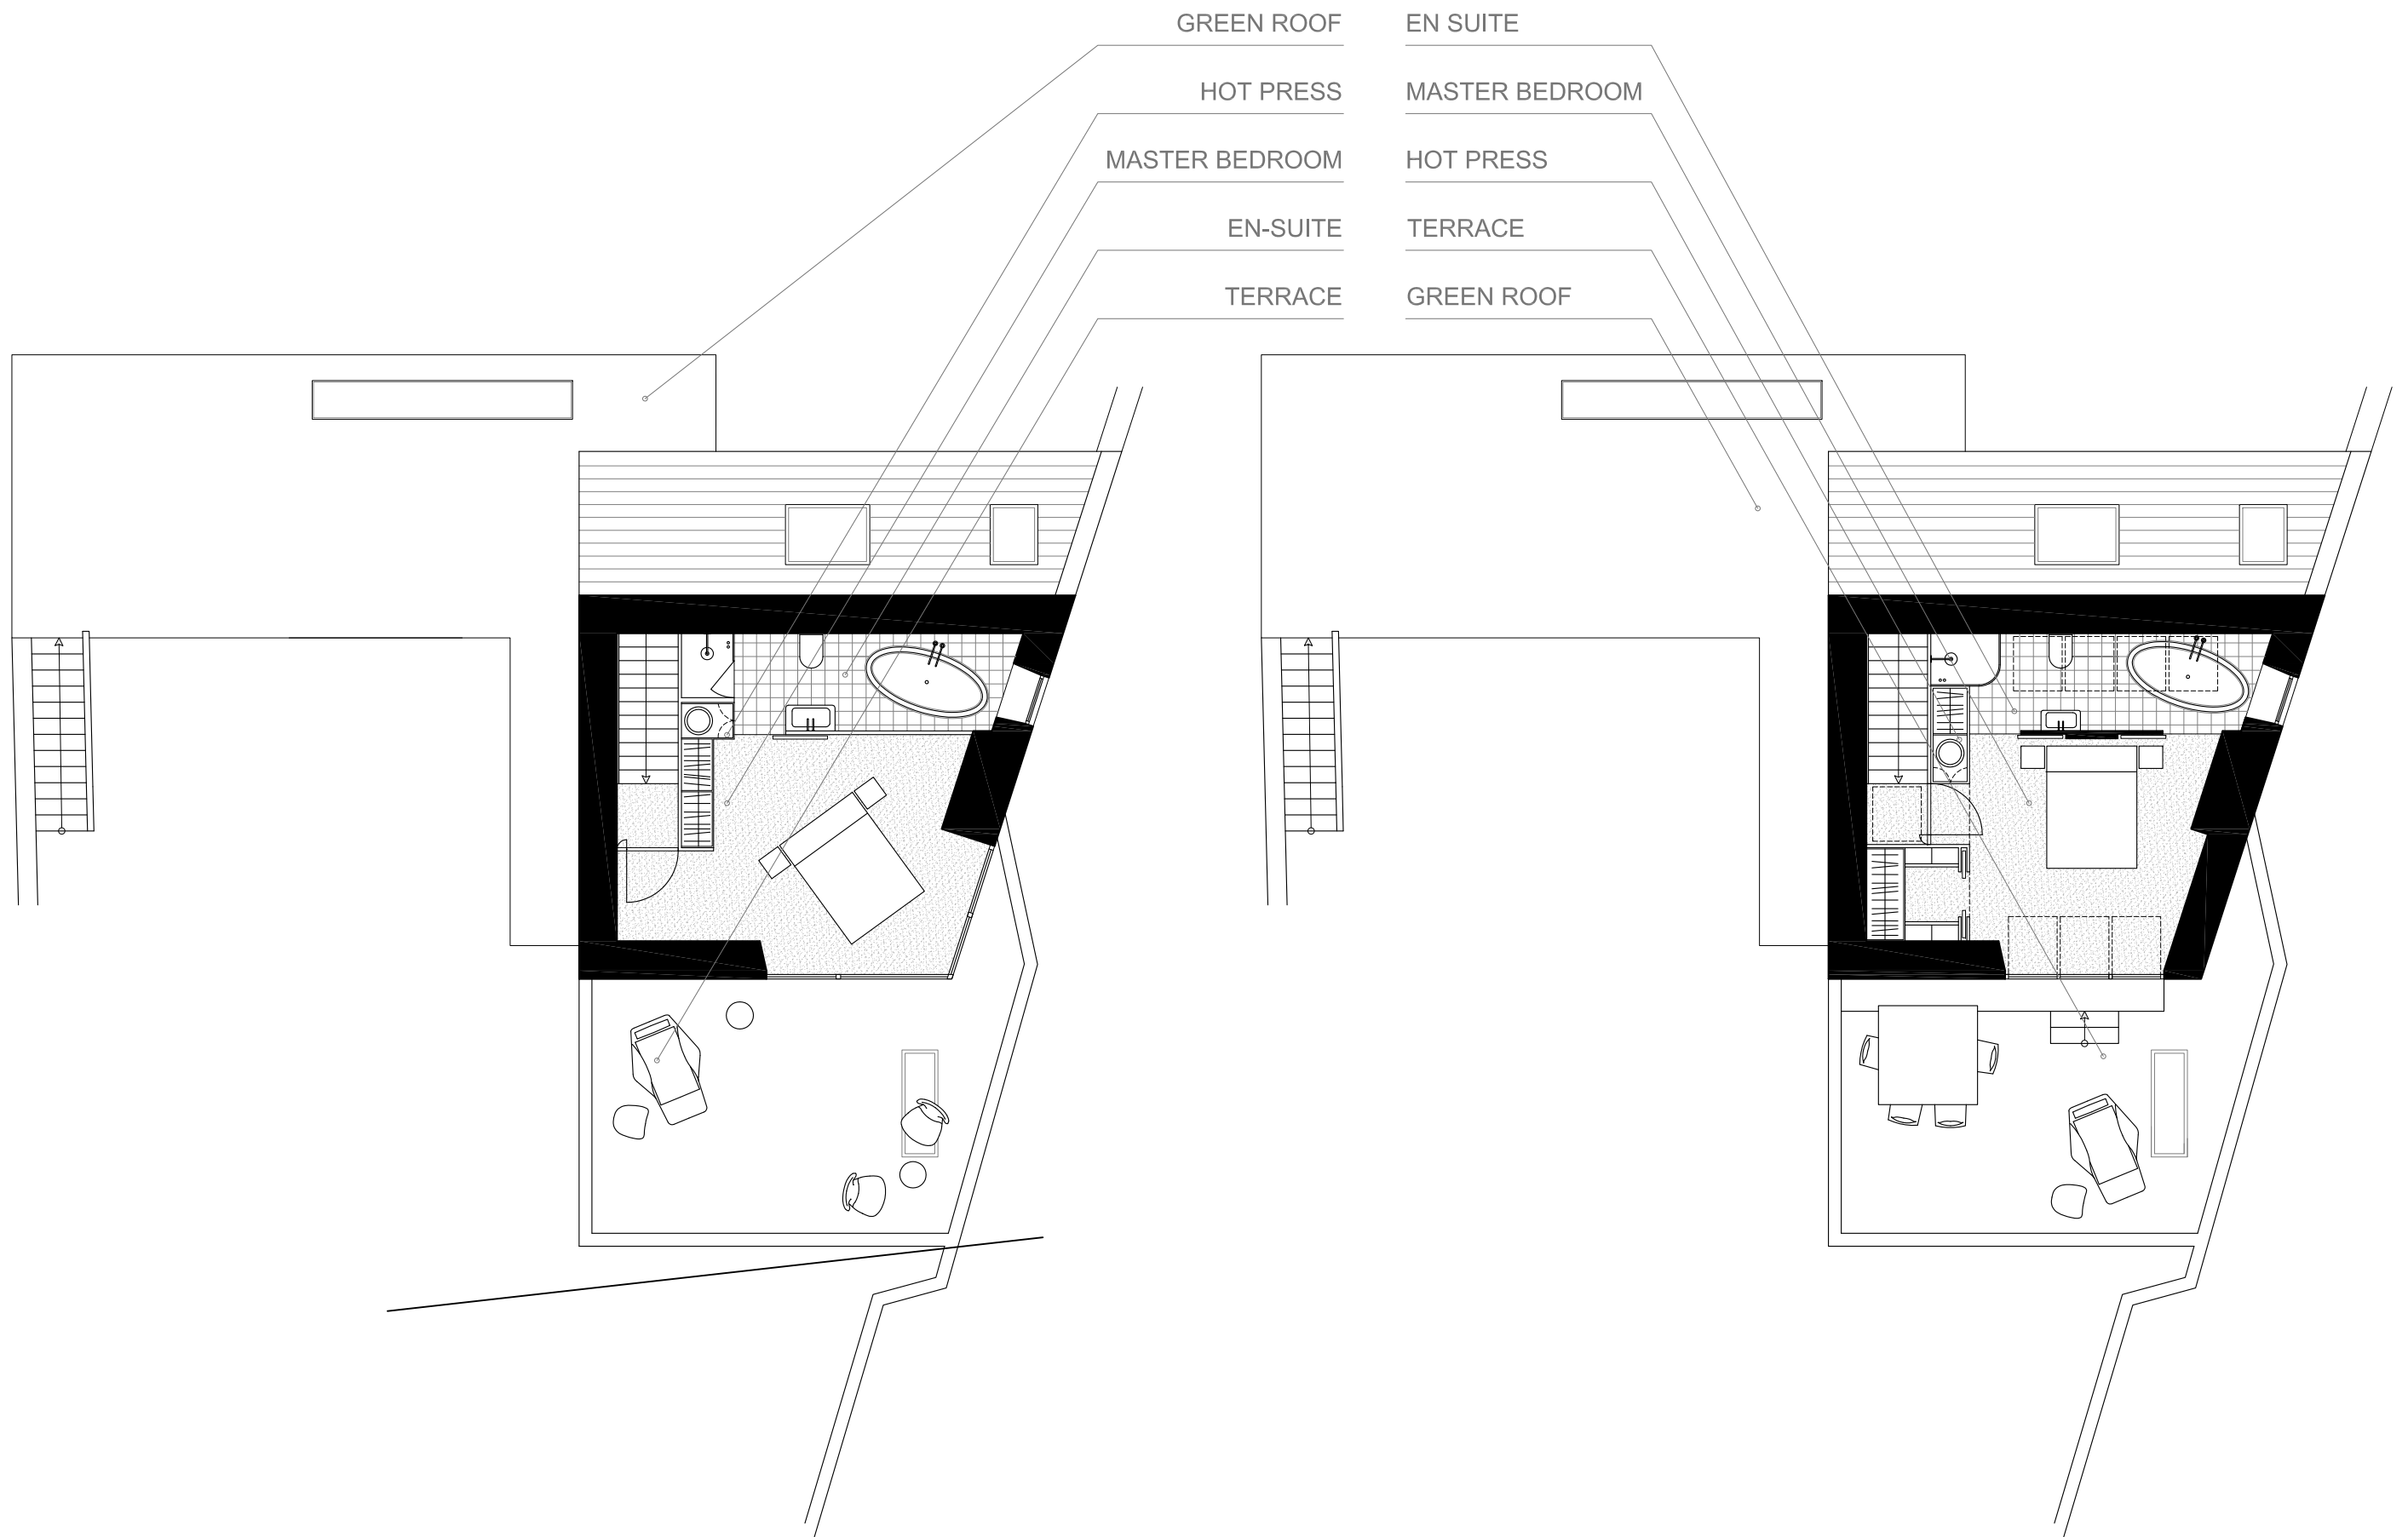 GREEN ROOF
HOT PRESS
MASTER BEDROOM
EN-SUITE
TERRACE
EN SUITE
MASTER BEDROOM
HOT PRESS
TERRACE
GREEN ROOF